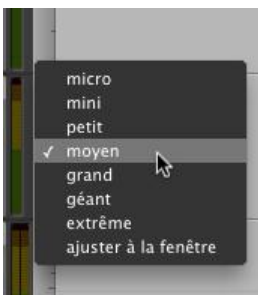 micro
mini
petit
✓ moyen
grand
géant
extrême
ajuster à la fenêtre